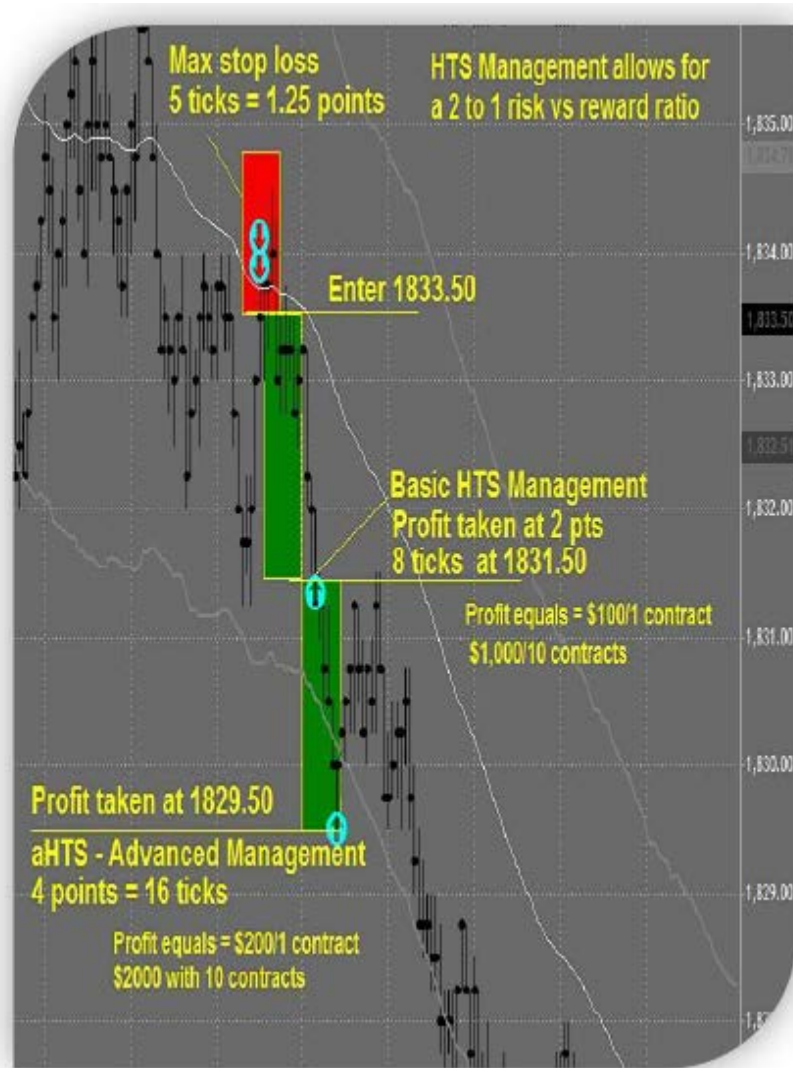 Max stop loss
5 ticks = 1.25 points
HTS Management allows for
a 2 to 1 risk vs reward ratio
1,835.00
1,834.00
Enter 1833.50
1,833.50
1,833.00
1,832.51
Basic HTS Management
Profit taken at 2 pts
8 ticks at 1831.50
1,832.00
Profit equals = $100/1 contract
$1,000/10 contracts
1,831.00
1,830.00
Profit taken at 1829.50
aHTS - Advanced Management
4 points = 16 ticks
1,829.00
Profit equals = $200/1 contract
$2000 with 10 contracts